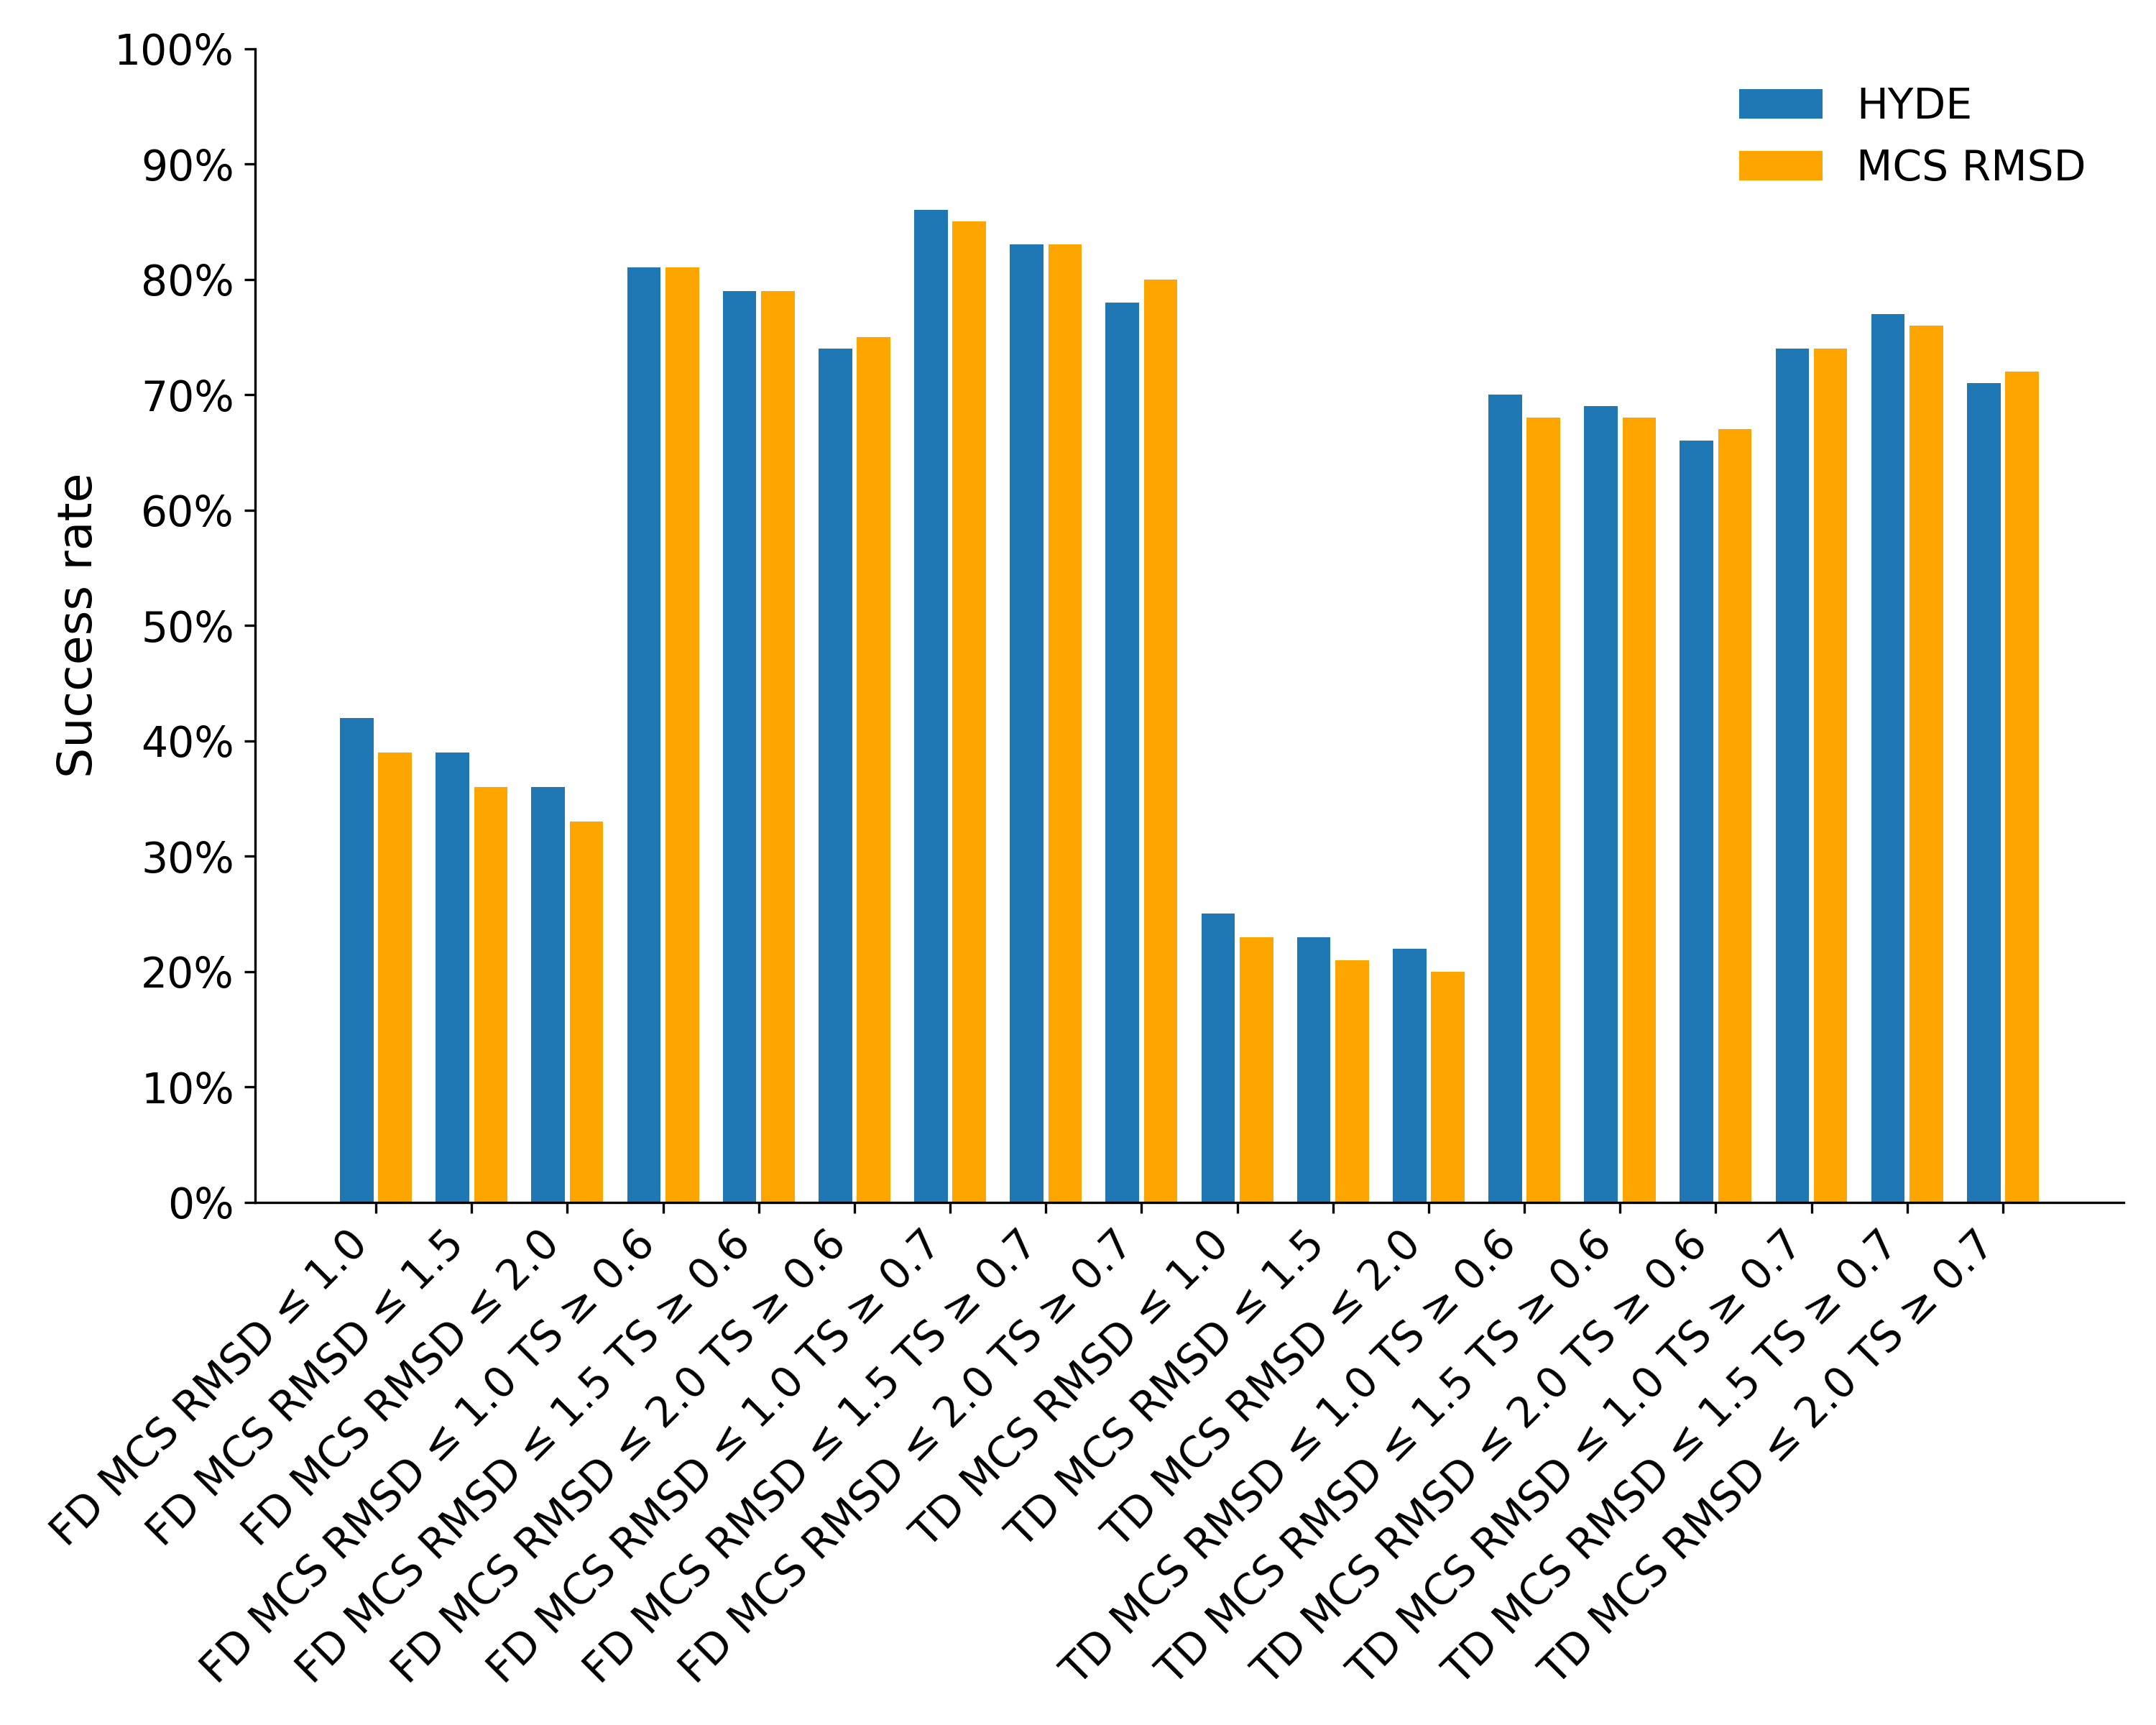 100%
90%
80%
70%
60%
50%
40%
30%
20%
10%
0%
Success rate
HYDE
MCS RMSD
FD MCS RMSD ≤ 1.0
FD MCS RMSD ≤ 1.5
FD MCS RMSD ≤ 2.0
FD MCS RMSD ≤ 1.0 TS ≥ 0.6
FD MCS RMSD ≤ 1.5 TS ≥ 0.6
FD MCS RMSD ≤ 2.0 TS ≥ 0.6
FD MCS RMSD ≤ 1.0 TS ≥ 0.7
FD MCS RMSD ≤ 1.5 TS ≥ 0.7
FD MCS RMSD ≤ 2.0 TS ≥ 0.7
TD MCS RMSD ≤ 1.0
TD MCS RMSD ≤ 1.5
TD MCS RMSD ≤ 2.0
TD MCS RMSD ≤ 1.0 TS ≥ 0.6
TD MCS RMSD ≤ 1.5 TS ≥ 0.6
TD MCS RMSD ≤ 2.0 TS ≥ 0.6
TD MCS RMSD ≤ 1.0 TS ≥ 0.7
TD MCS RMSD ≤ 1.5 TS ≥ 0.7
TD MCS RMSD ≤ 2.0 TS ≥ 0.7